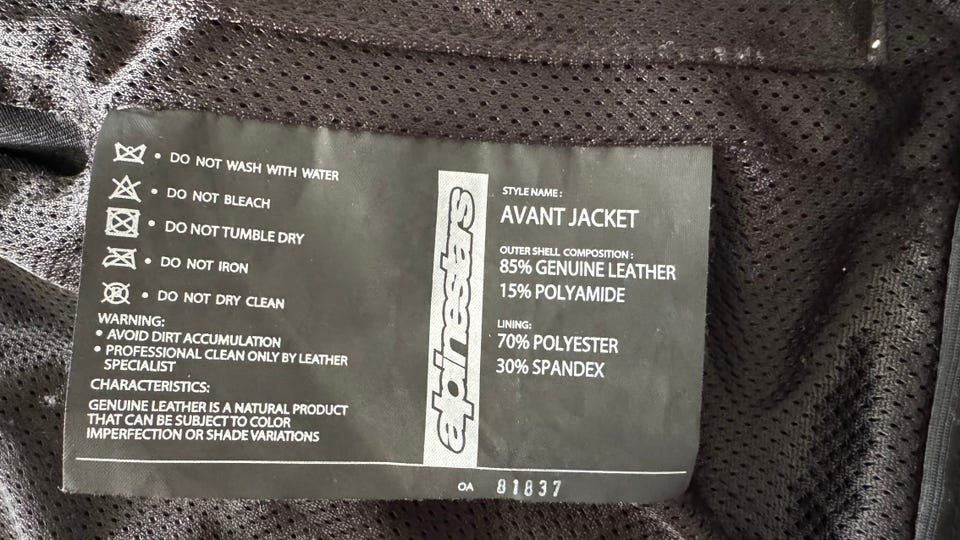 • DO NOT WASH WITH WATER
• DO NOT BLEACH
• DO NOT TUMBLE DRY
• DO NOT IRON
• DO NOT DRY CLEAN
WARNING:
• AVOID DIRT ACCUMULATION
• PROFESSIONAL CLEAN ONLY BY LEATHER
SPECIALIST
CHARACTERISTICS:
GENUINE LEATHER IS A NATURAL PRODUCT
THAT CAN BE SUBJECT TO COLOR
IMPERFECTION OR SHADE VARIATIONS
alpinestars
STYLE NAME :
AVANT JACKET
OUTER SHELL COMPOSITION :
85% GENUINE LEATHER
15% POLYAMIDE
LINING:
70% POLYESTER
30% SPANDEX
OA 81837